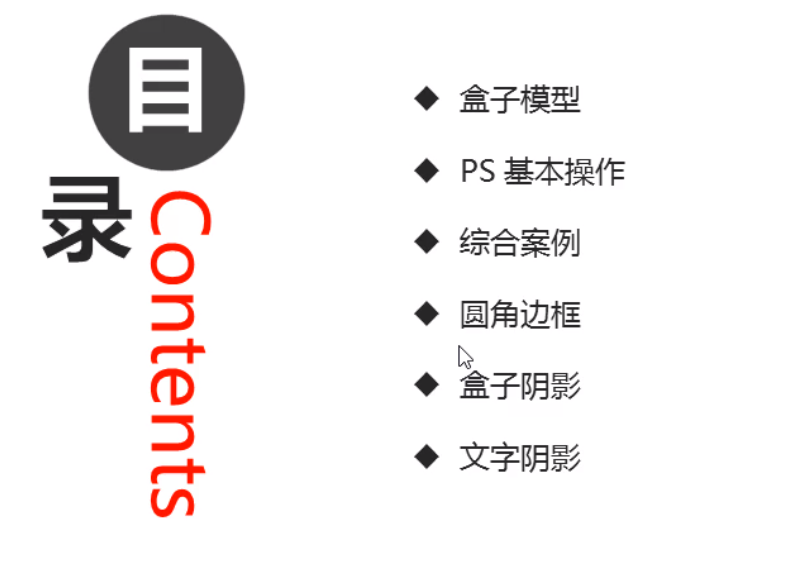 目录
Contents
◆ 盒子模型
◆ PS 基本操作
◆ 综合案例
◆ 圆角边框
◆ 盒子阴影
◆ 文字阴影